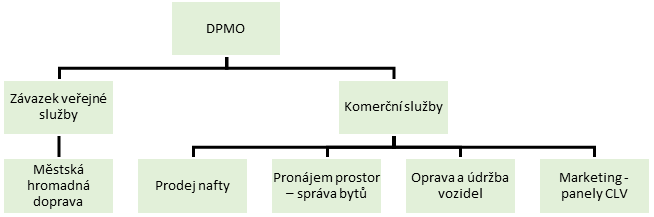 DPMO
Závazek veřejné
služby
Komerční služby
Městská
hromadná
doprava
Prodej nafty
Pronájem prostor
– správa bytů
Oprava a údržba
vozidel
Marketing -
panely CLV